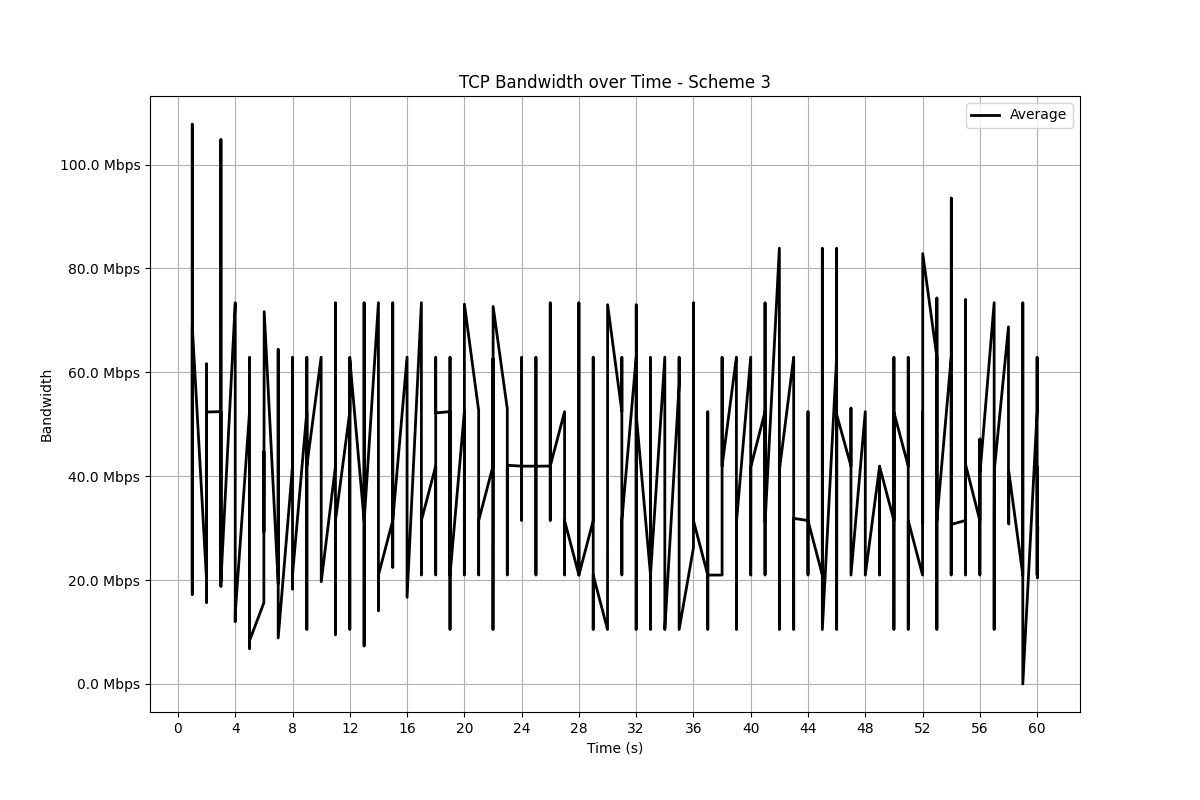 TCP Bandwidth over Time - Scheme 3
Average
100.0 Mbps
80.0 Mbps
60.0 Mbps
40.0 Mbps
20.0 Mbps
0.0 Mbps
Bandwidth
0 4 8 12 16 20 24 28 32 36 40 44 48 52 56 60
Time (s)